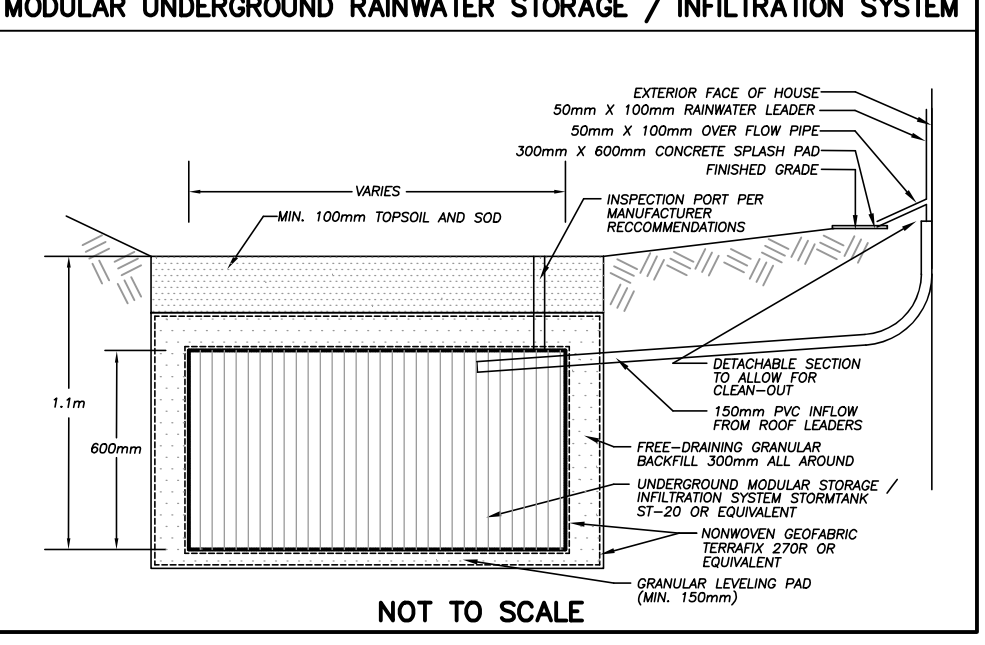 MODULAR UNDERGROUND RAINWATER STORAGE / INFILTRATION SYSTEM
EXTERIOR FACE OF HOUSE
50mm X 100mm RAINWATER LEADER
50mm X 100mm OVER FLOW PIPE
300mm X 600mm CONCRETE SPLASH PAD
FINISHED GRADE
VARIES
MIN. 100mm TOPSOIL AND SOD
INSPECTION PORT PER
MANUFACTURER
RECCOMMENDATIONS
1.1m
600mm
DETACHABLE SECTION
TO ALLOW FOR
CLEAN-OUT
150mm PVC INFLOW
FROM ROOF LEADERS
FREE-DRAINING GRANULAR
BACKFILL 300mm ALL AROUND
UNDERGROUND MODULAR STORAGE /
INFILTRATION SYSTEM STORMTANK
ST-20 OR EQUIVALENT
NONWOVEN GEOFABRIC
TERRAFIX 270R OR
EQUIVALENT
GRANULAR LEVELING PAD
(MIN. 150mm)
NOT TO SCALE